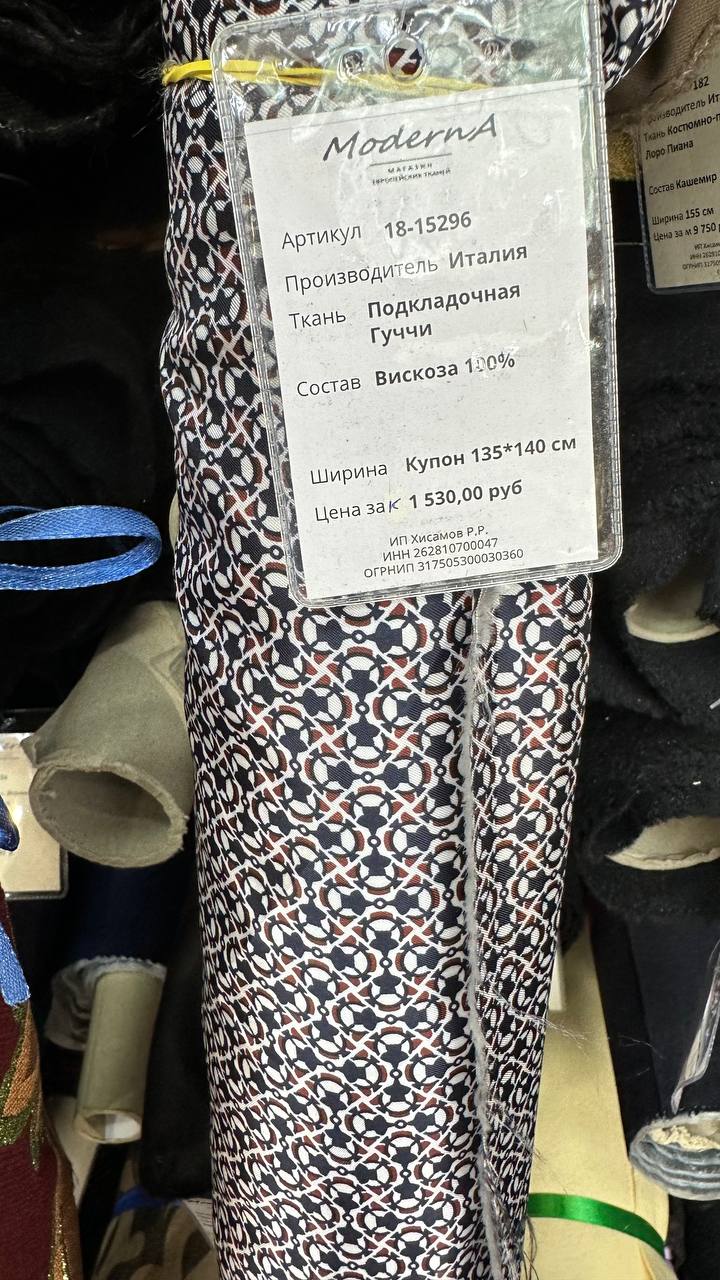 ModernA
МАГАЗИН
ЕВРОПЕЙСКИХ ТКАНЕЙ
Артикул 18-15296
Производитель Италия
Ткань Подкладочная
Гуччи
Состав Вискоза 100%
Ширина Купон 135*140 см
Цена за к 1 530,00 руб
ИП Хисамов Р.Р.
ИНН 262810700047
ОГРНИП 317505300030360
182
Ткань Костюмно-
Лоро Пиана
Состав Кашемир
Ширина 155 см
Цена за м 9 750